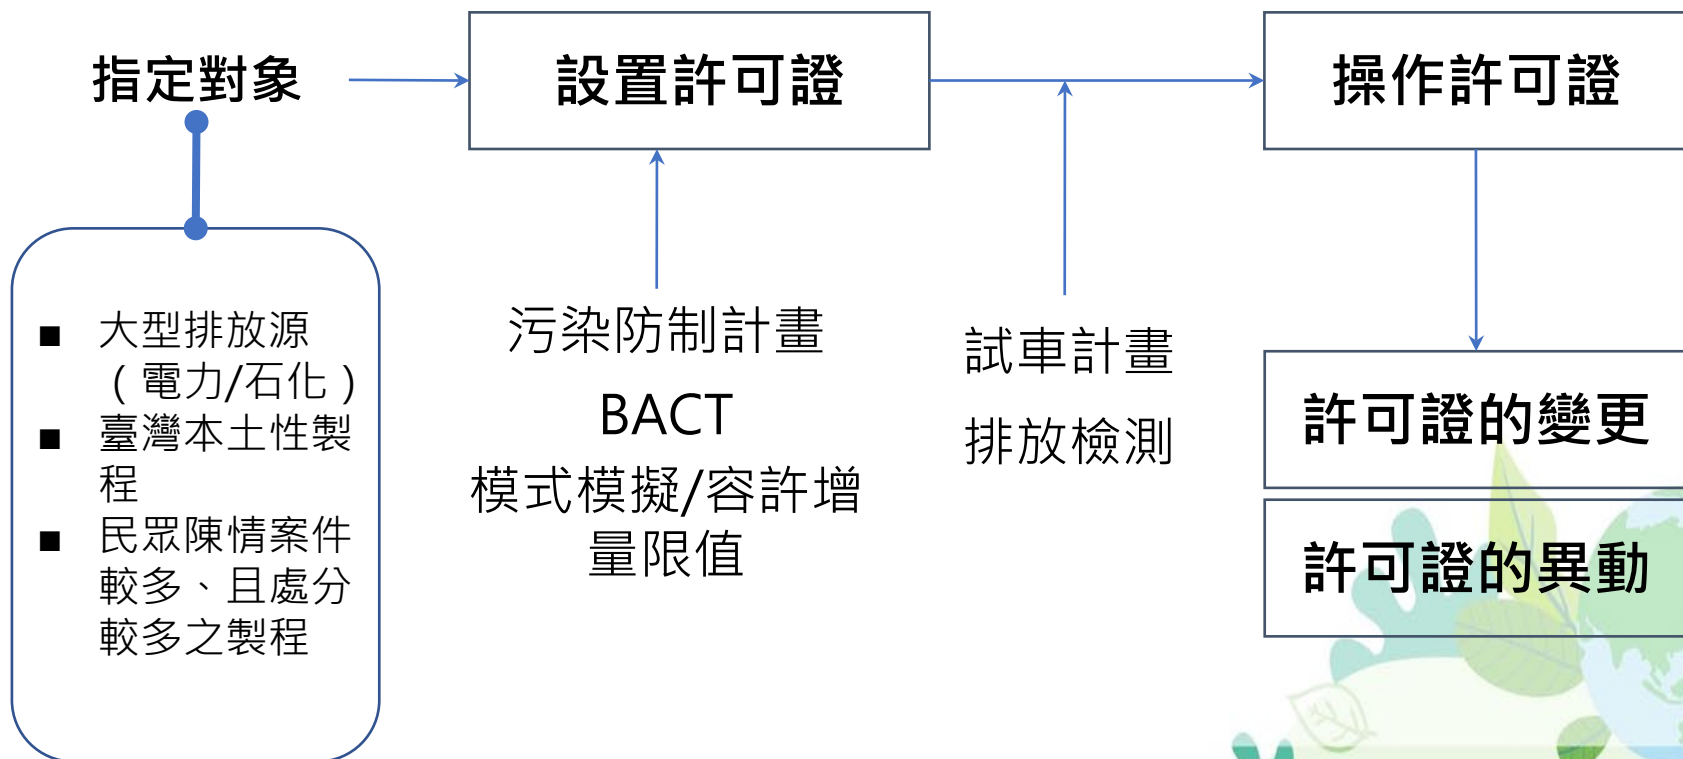 指定對象
設置許可證
操作許可證
■ 大型排放源
(電力/石化)
■ 臺灣本土性製
程
■ 民眾陳情案件
較多、且處分
較多之製程
污染防制計畫
BACT
模式模擬/容許增
量限值
試車計畫
排放檢測
許可證的變更
許可證的異動